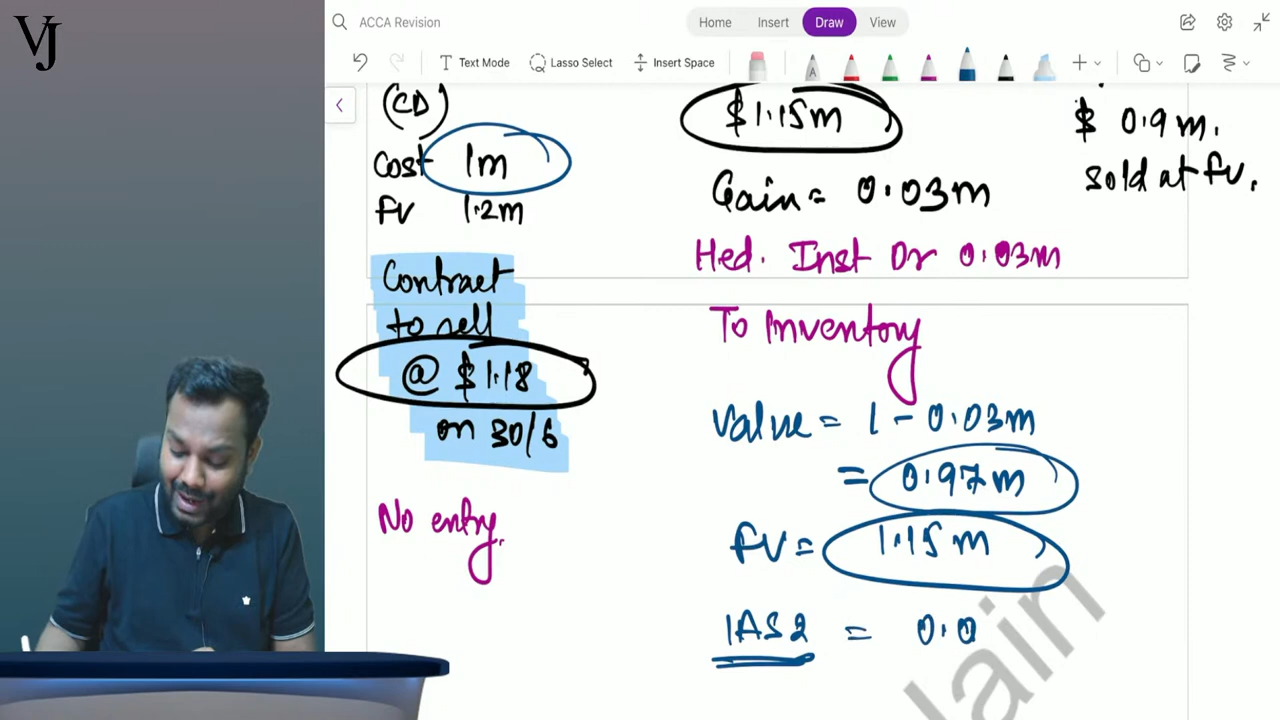 VJ
ACCA Revision
Home Insert Draw View
Text Mode Lasso Select Insert Space
(CD)
Cost 1m
FV 1.2m
Contract
to sell
@ $1.18
on 30/6
No entry.
$1.15m
Gain = 0.03m
Hed. Inst Dr 0.03m
To Inventory
Value = 1 - 0.03m
= 0.97m
FV = 1.15m
IAS2 = 0.0
$ 0.9m.
sold at FV.
Jain